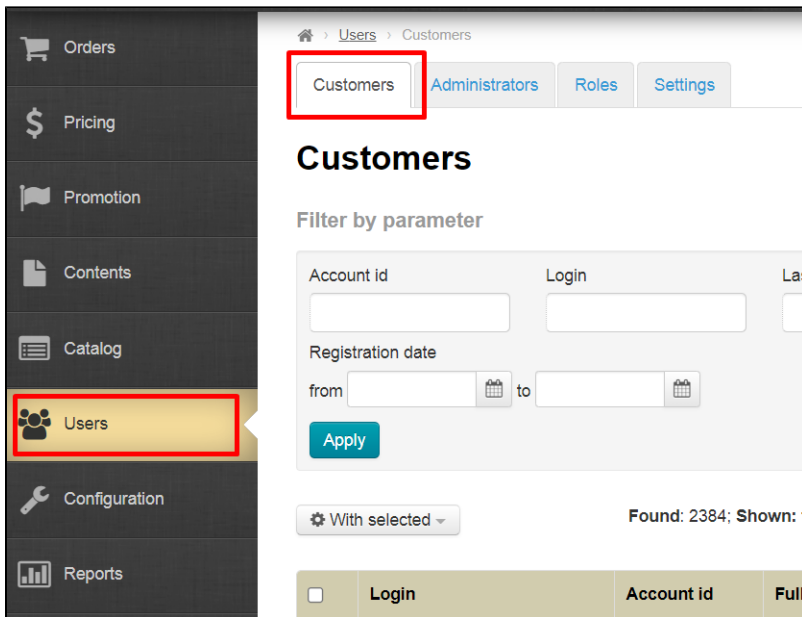 Orders
Pricing
Promotion
Contents
Catalog
Users
Configuration
Reports
› Users › Customers
Customers Administrators Roles Settings
Customers
Filter by parameter
Account id Login
Registration date
from to
Apply
With selected Found: 2384; Shown:
Login Account id